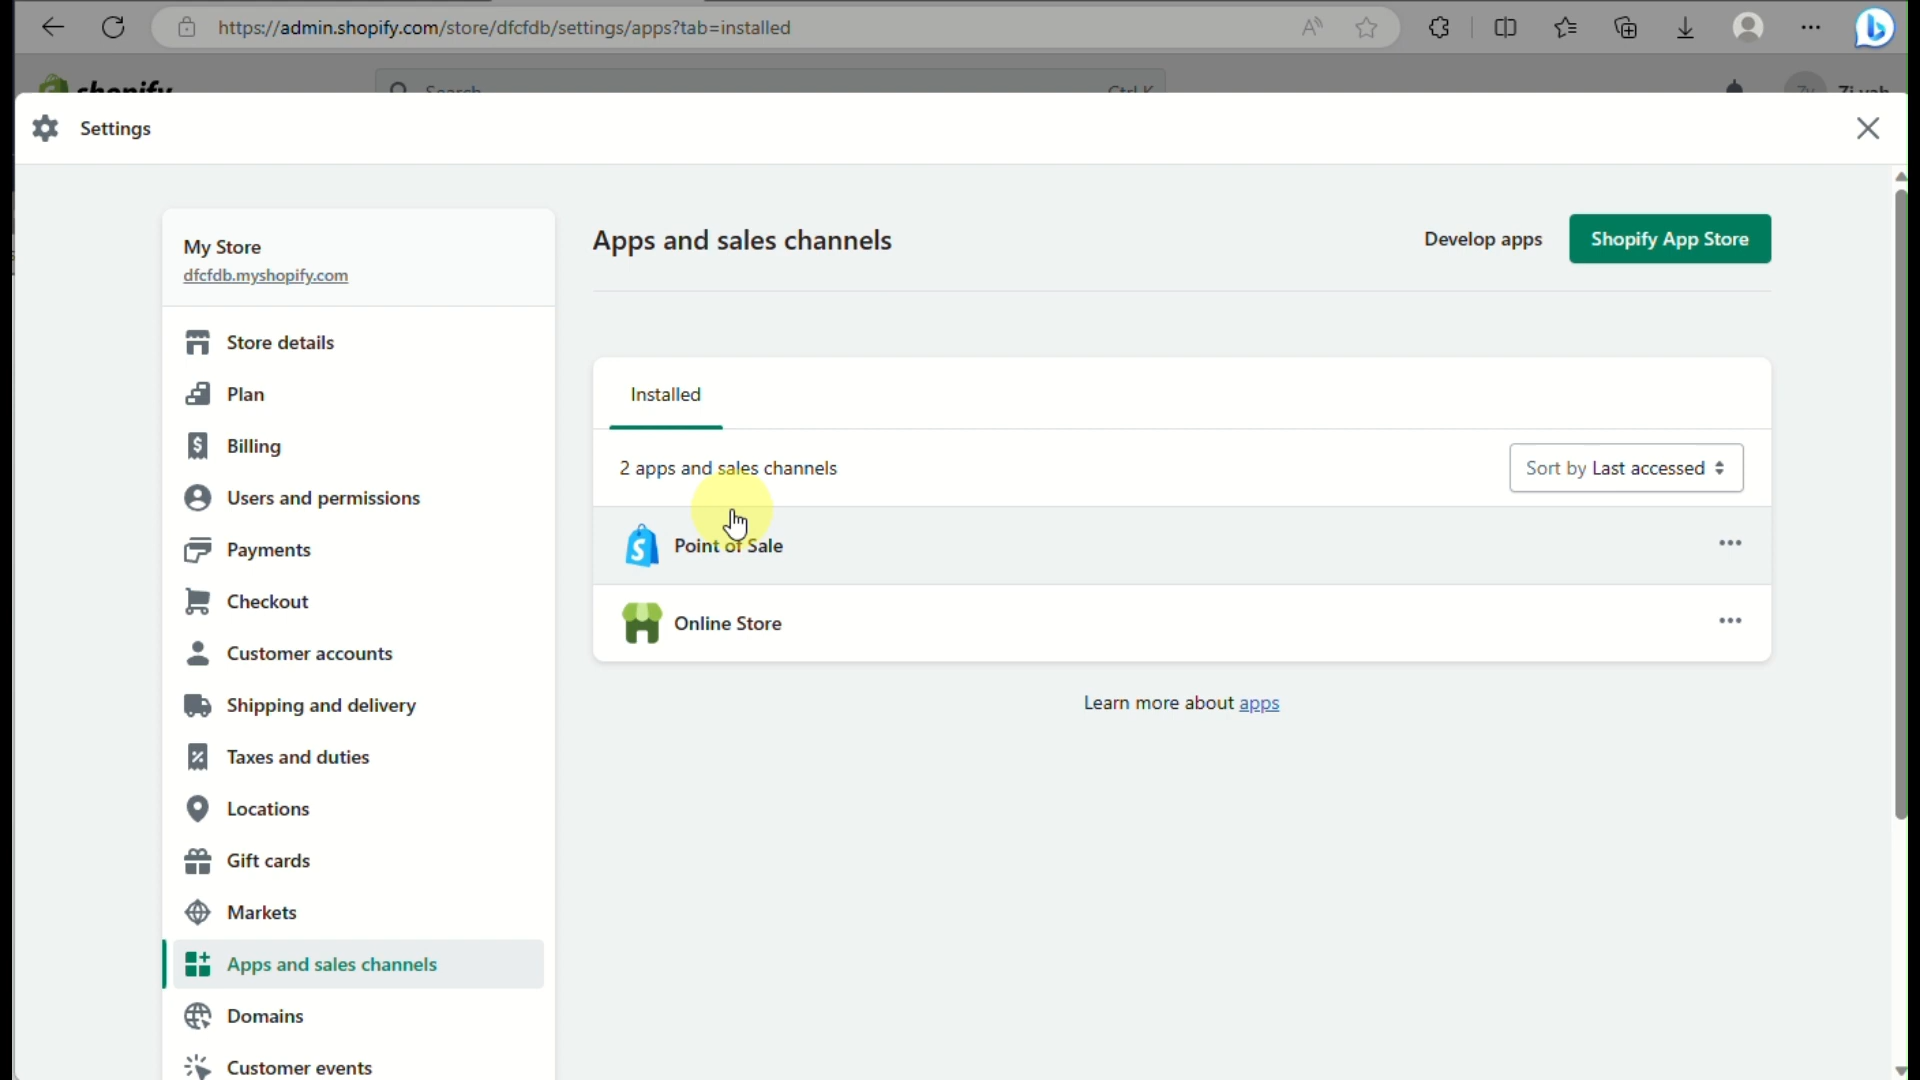 https://admin.shopify.com/store/dfcfdb/settings/apps?tab=installed
shopify
Search
Ctrl K
Settings
My Store
dfcfdb.myshopify.com
Store details
Plan
Billing
Users and permissions
Payments
Checkout
Customer accounts
Shipping and delivery
Taxes and duties
Locations
Gift cards
Markets
Apps and sales channels
Domains
Customer events
Apps and sales channels
Develop apps
Shopify App Store
Installed
2 apps and sales channels
Sort by Last accessed
Point of Sale
Online Store
Learn more about apps